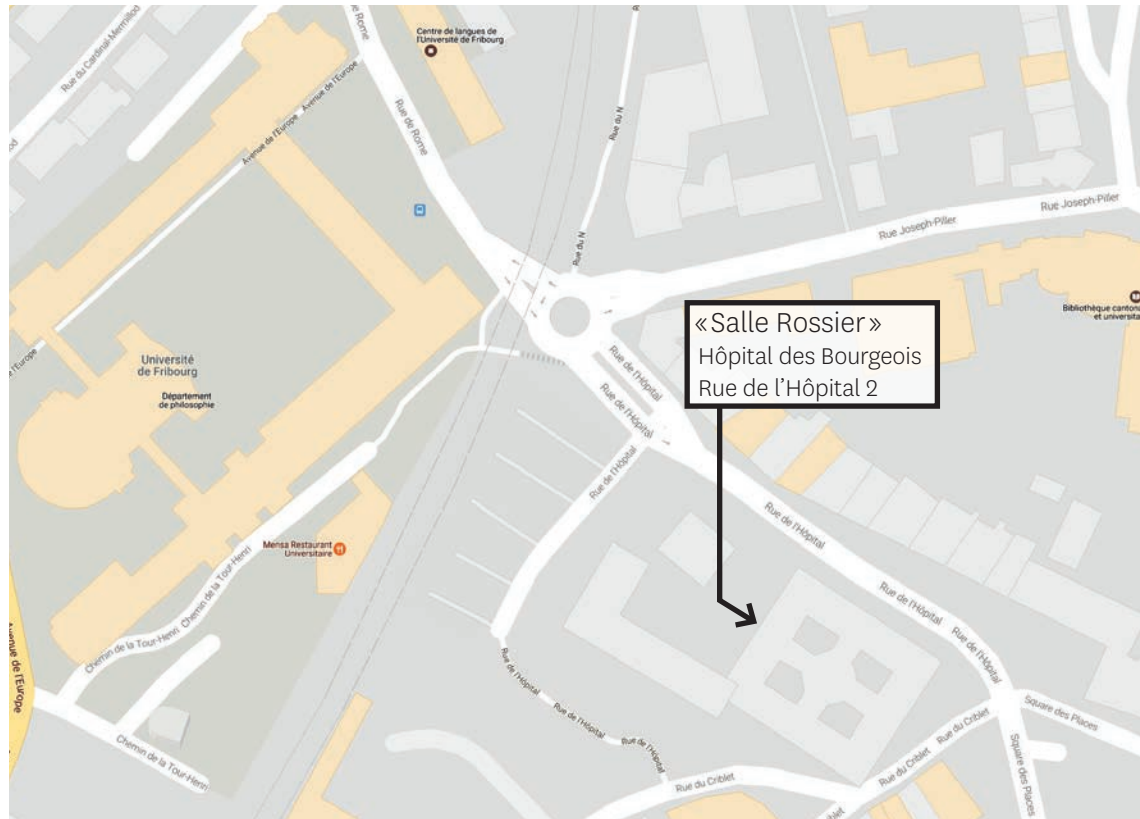 Rue du Cardinal-Mermillod
Centre de langues de
l'Université de Fribourg
de Rome
Avenue de l'Europe
Avenue de l'Europe
Rue de Rome
Rue du N
Rue du N
Rue Joseph-Piller
Rue Joseph-Piller
Bibliothèque canton
et universita
«Salle Rossier»
Hôpital des Bourgeois
Rue de l'Hôpital 2
Université
de Fribourg
Département
de philosophie
Rue de l'Hôpital
Rue de l'Hôpital
Rue de l'Hôpital
Rue de l'Hôpital
Mensa Restaurant
Universitaire
Chemin de la Tour-Henri
Chemin de la Tour-Henri
Avenue de l'Europe
Chemin de la Tour-Henri
Rue de l'Hôpital
Rue de l'Hôpital
Rue de l'Hôpital
Rue de l'Hôpital
Rue de l'Hôpital
Rue du Criblet
Rue du Criblet
Rue du Criblet
Criblet
Square des Places
Square des Places